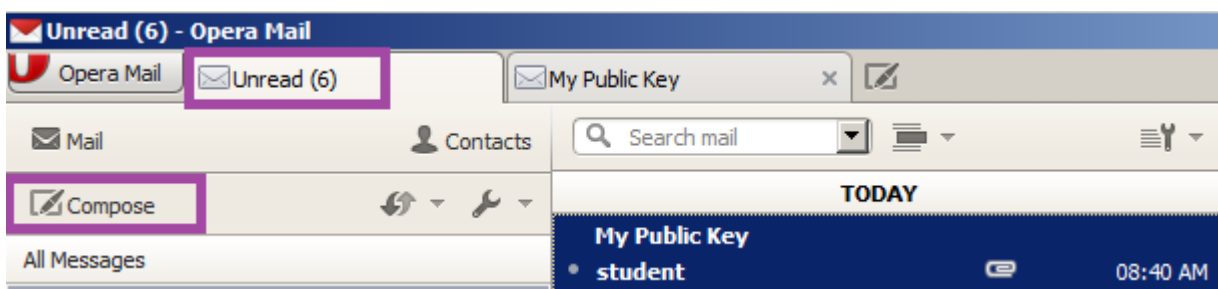 Unread (6) - Opera Mail
Opera Mail Unread (6) My Public Key
Mail Contacts Search mail
Compose TODAY
My Public Key
All Messages student 08:40 AM